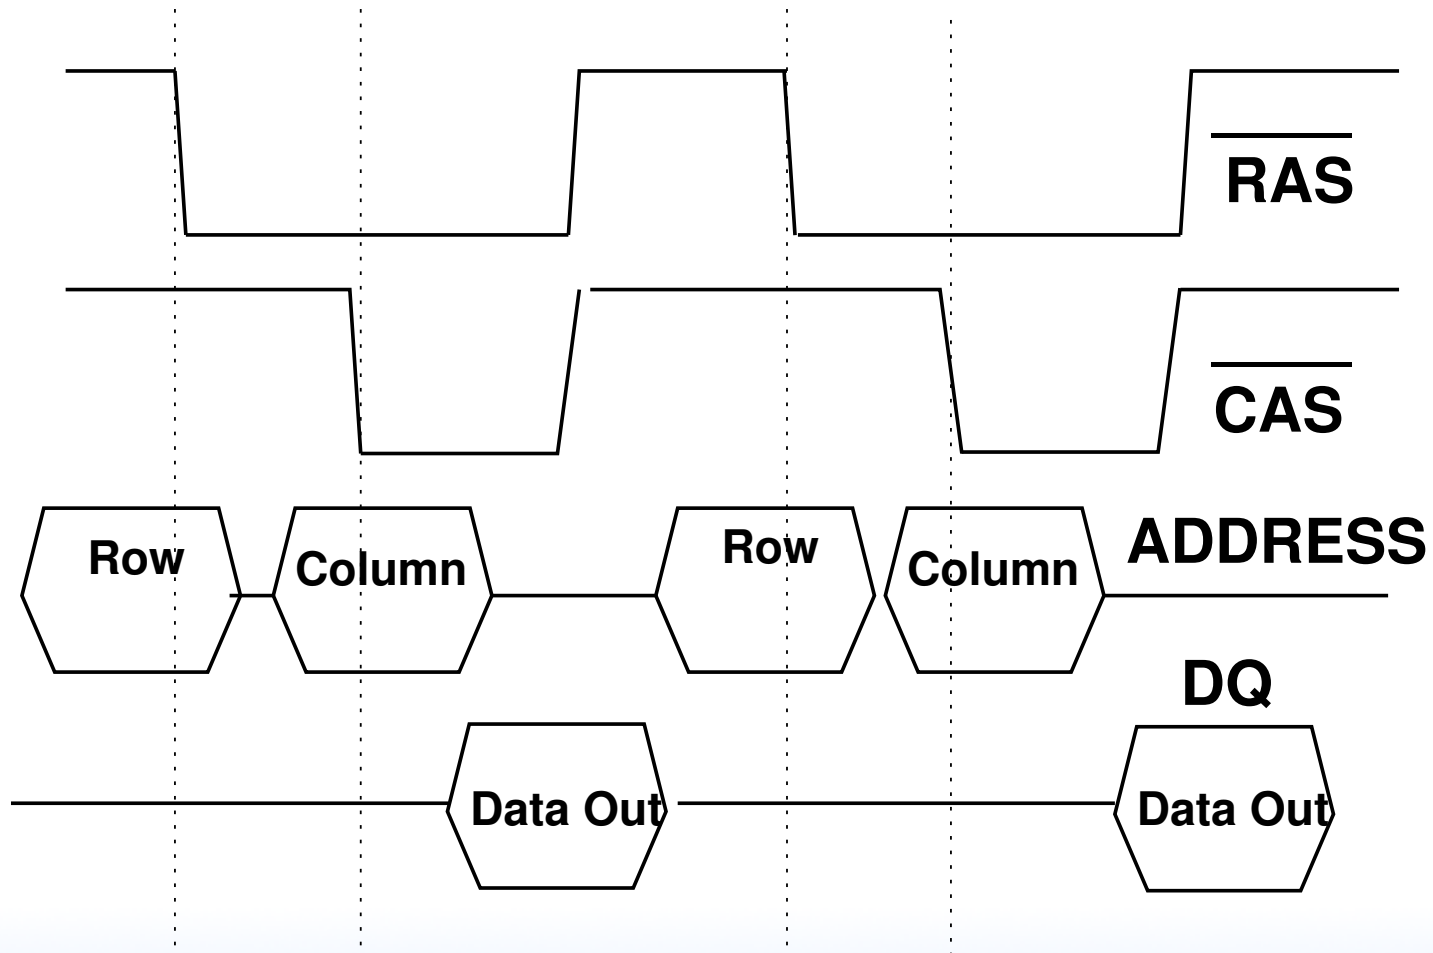 RAS
CAS
ADDRESS
Row
Column
Row
Column
DQ
Data Out
Data Out